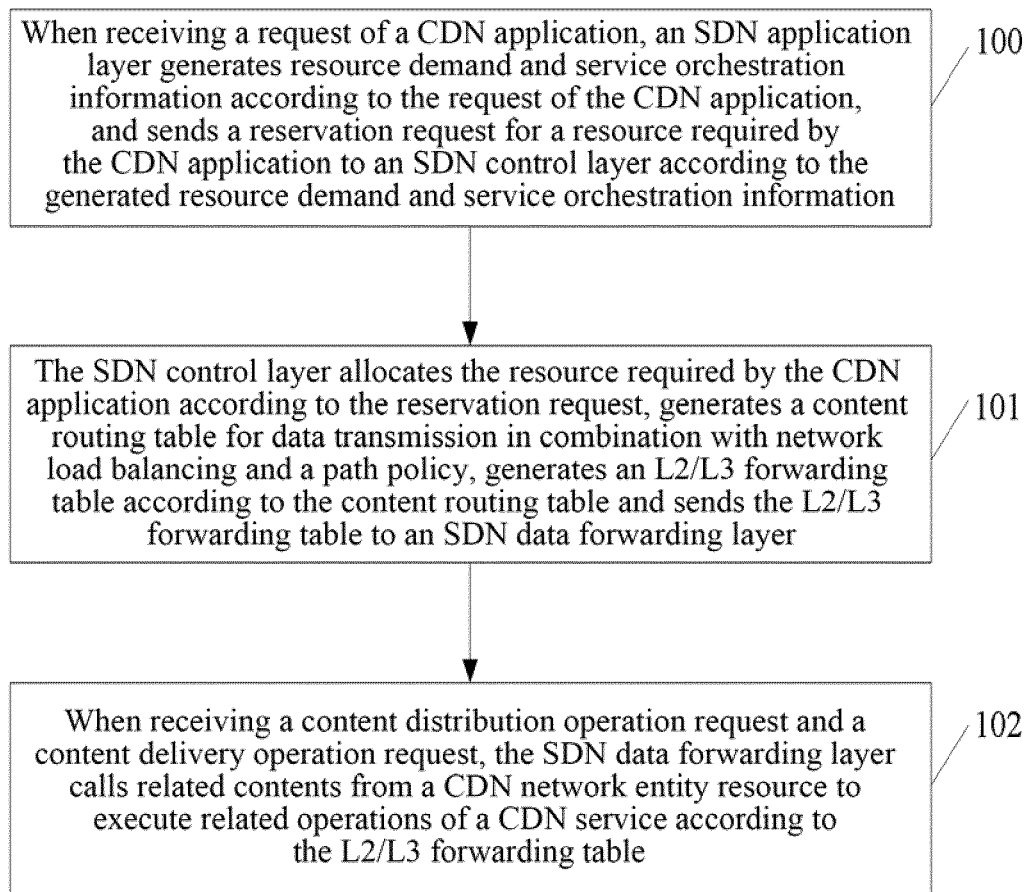 When receiving a request of a CDN application, an SDN application
layer generates resource demand and service orchestration
information according to the request of the CDN application,
and sends a reservation request for a resource required by
the CDN application to an SDN control layer according to the
generated resource demand and service orchestration information
100
The SDN control layer allocates the resource required by the CDN
application according to the reservation request, generates a content
routing table for data transmission in combination with network
load balancing and a path policy, generates an L2/L3 forwarding
table according to the content routing table and sends the L2/L3
forwarding table to an SDN data forwarding layer
101
When receiving a content distribution operation request and a
content delivery operation request, the SDN data forwarding layer
calls related contents from a CDN network entity resource to
execute related operations of a CDN service according to
the L2/L3 forwarding table
102